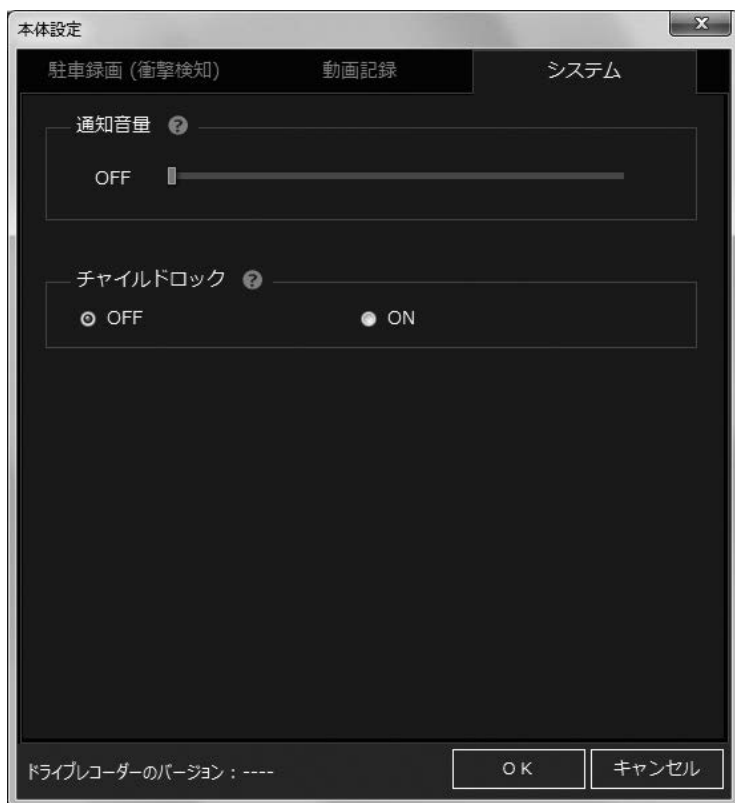 本体設定
駐車録画 (衝撃検知) 動画記録 システム
通知音量 ?
OFF
チャイルドロック ?
OFF ON
ドライブレコーダーのバージョン : ---- OK キャンセル